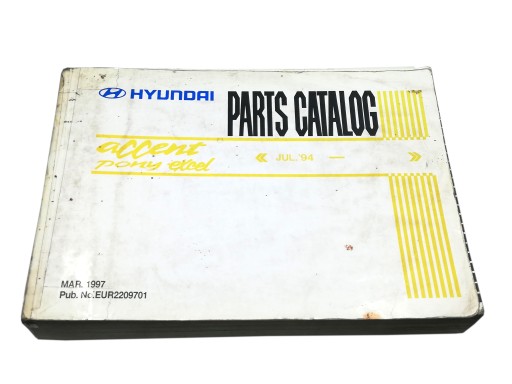 HYUNDAI PARTS CATALOG
accent
pony excel
« JUL.'94 — »
MAR. 1997
Pub. No.EUR2209701